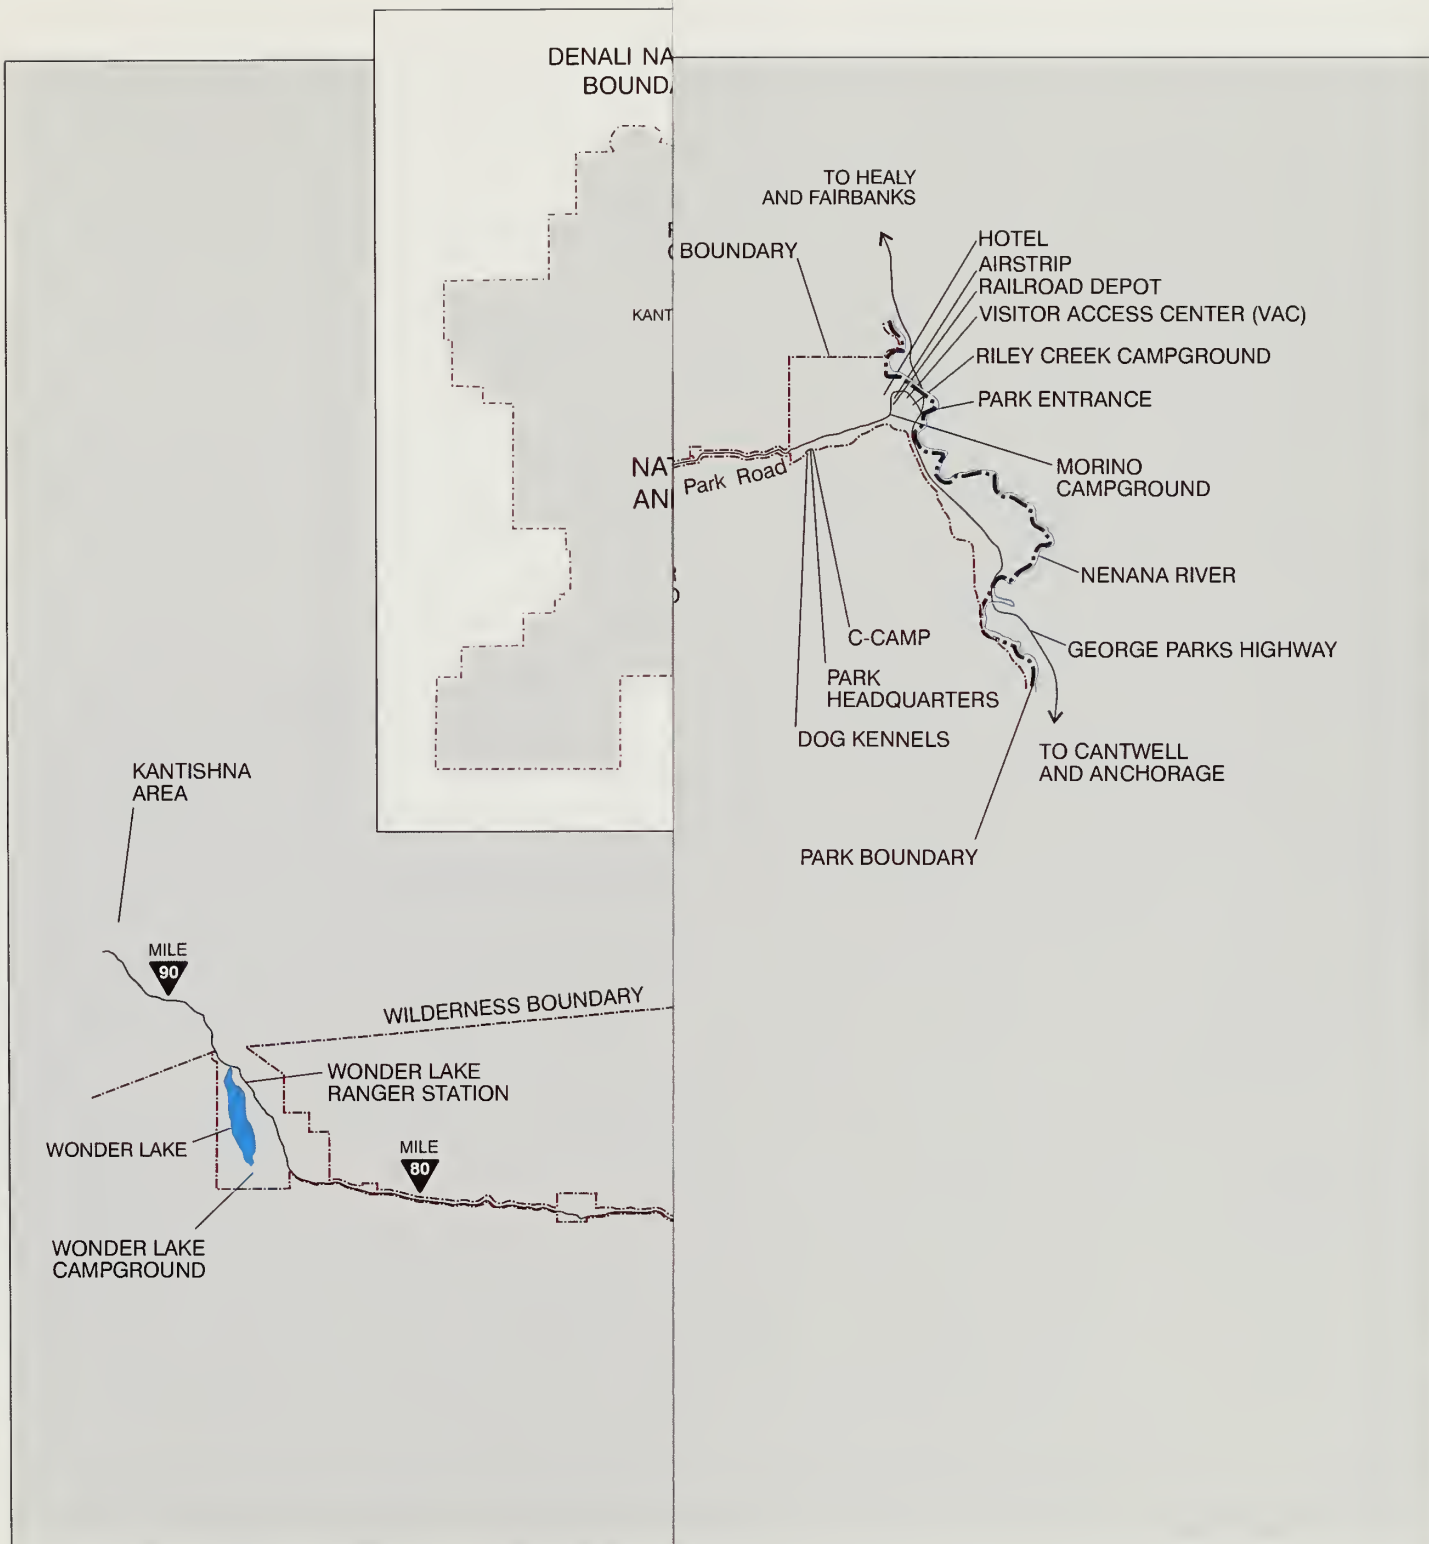 DENALI NA
BOUNDA
KANT
NAT
AN
TO HEALY
AND FAIRBANKS
BOUNDARY
HOTEL
AIRSTRIP
RAILROAD DEPOT
VISITOR ACCESS CENTER (VAC)
RILEY CREEK CAMPGROUND
PARK ENTRANCE
Park Road
MORINO
CAMPGROUND
NENANA RIVER
C-CAMP
GEORGE PARKS HIGHWAY
PARK
HEADQUARTERS
DOG KENNELS
TO CANTWELL
AND ANCHORAGE
PARK BOUNDARY
KANTISHNA
AREA
MILE
90
WILDERNESS BOUNDARY
WONDER LAKE
RANGER STATION
WONDER LAKE
MILE
80
WONDER LAKE
CAMPGROUND